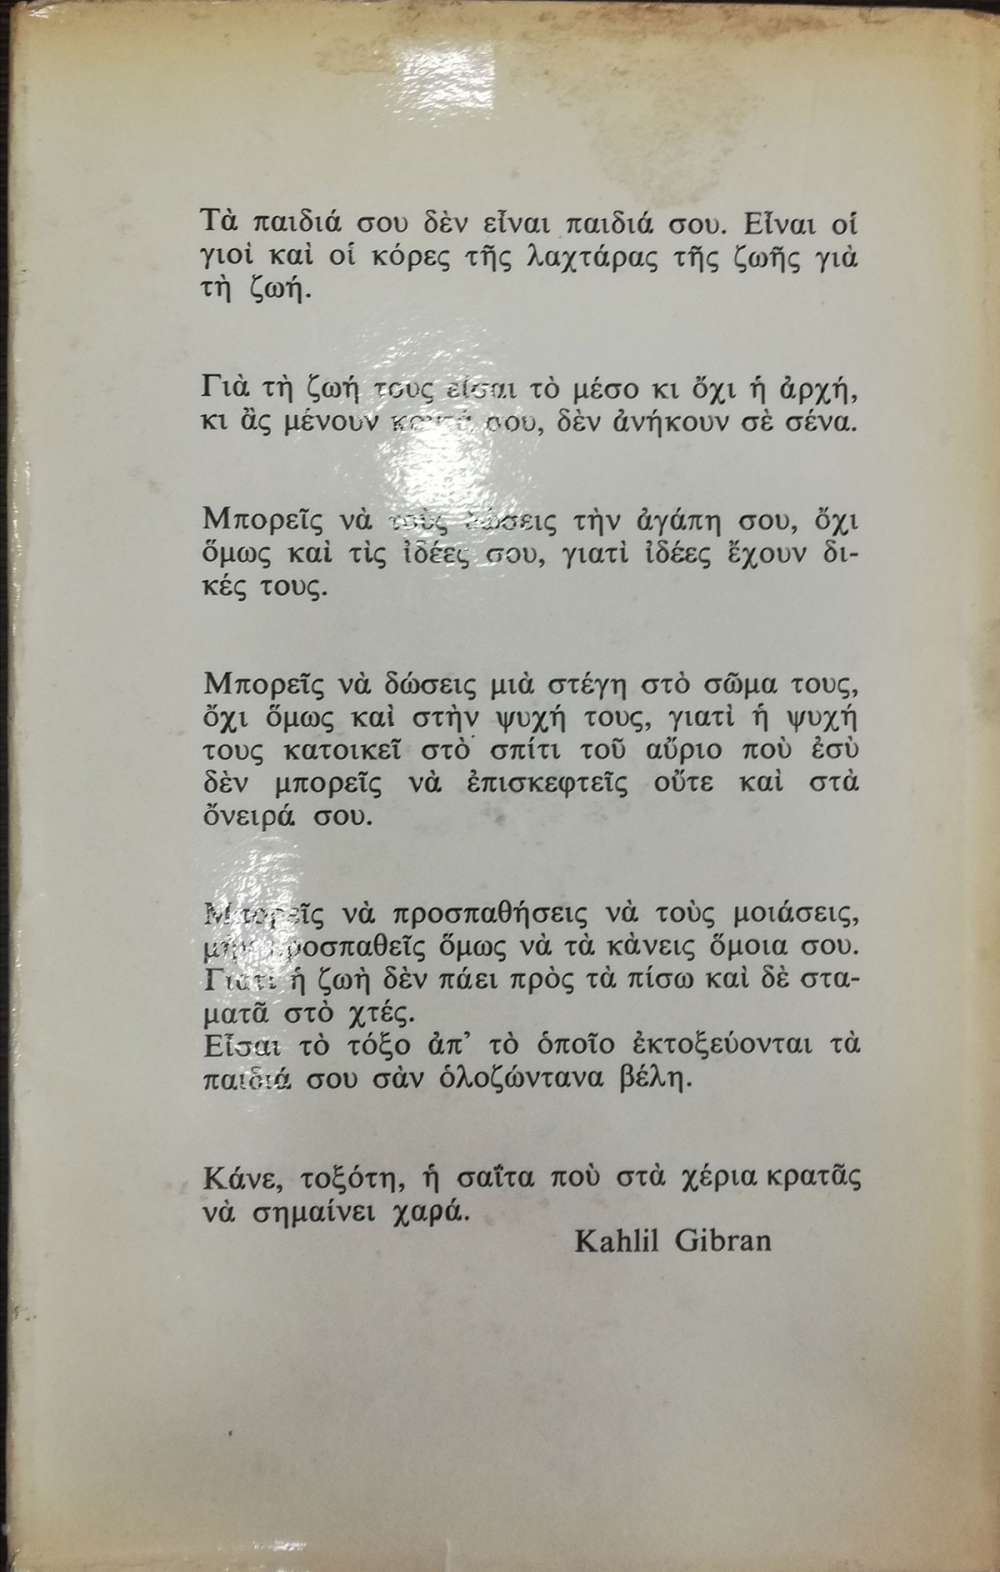 Τὰ παιδιά σου δὲν εἶναι παιδιά σου. Εἶναι οἱ
γιοὶ καὶ οἱ κόρες τῆς λαχτάρας τῆς ζωῆς γιὰ
τὴ ζωή.
Γιὰ τὴ ζωή τους εἶσαι τὸ μέσο κι ὄχι ἡ ἀρχή,
κι ἂς μένουν σου, δὲν ἀνήκουν σὲ σένα.
Μπορεῖς νὰ τοὺς δώσεις τὴν ἀγάπη σου, ὄχι
ὅμως καὶ τὶς ἰδέες σου, γιατὶ ἰδέες ἔχουν δι-
κές τους.
Μπορεῖς νὰ δώσεις μιὰ στέγη στὸ σῶμα τους,
ὄχι ὅμως καὶ στὴν ψυχή τους, γιατὶ ἡ ψυχή
τους κατοικεῖ στὸ σπίτι τοῦ αὔριο ποὺ ἐσὺ
δὲν μπορεῖς νὰ ἐπισκεφτεῖς οὔτε καὶ στὰ
ὄνειρά σου.
Μπορεῖς νὰ προσπαθήσεις νὰ τοὺς μοιάσεις,
μὴν προσπαθεῖς ὅμως νὰ τὰ κάνεις ὅμοια σου.
Γιατὶ ἡ ζωὴ δὲν πάει πρὸς τὰ πίσω καὶ δὲ στα-
ματᾶ στὸ χτές.
Εἶσαι τὸ τόξο ἀπ’ τὸ ὁποῖο ἐκτοξεύονται τὰ
παιδιά σου σὰν ὁλοζώντανα βέλη.
Κάνε, τοξότη, ἡ σαΐτα ποὺ στὰ χέρια κρατᾶς
νὰ σημαίνει χαρά.
Kahlil Gibran